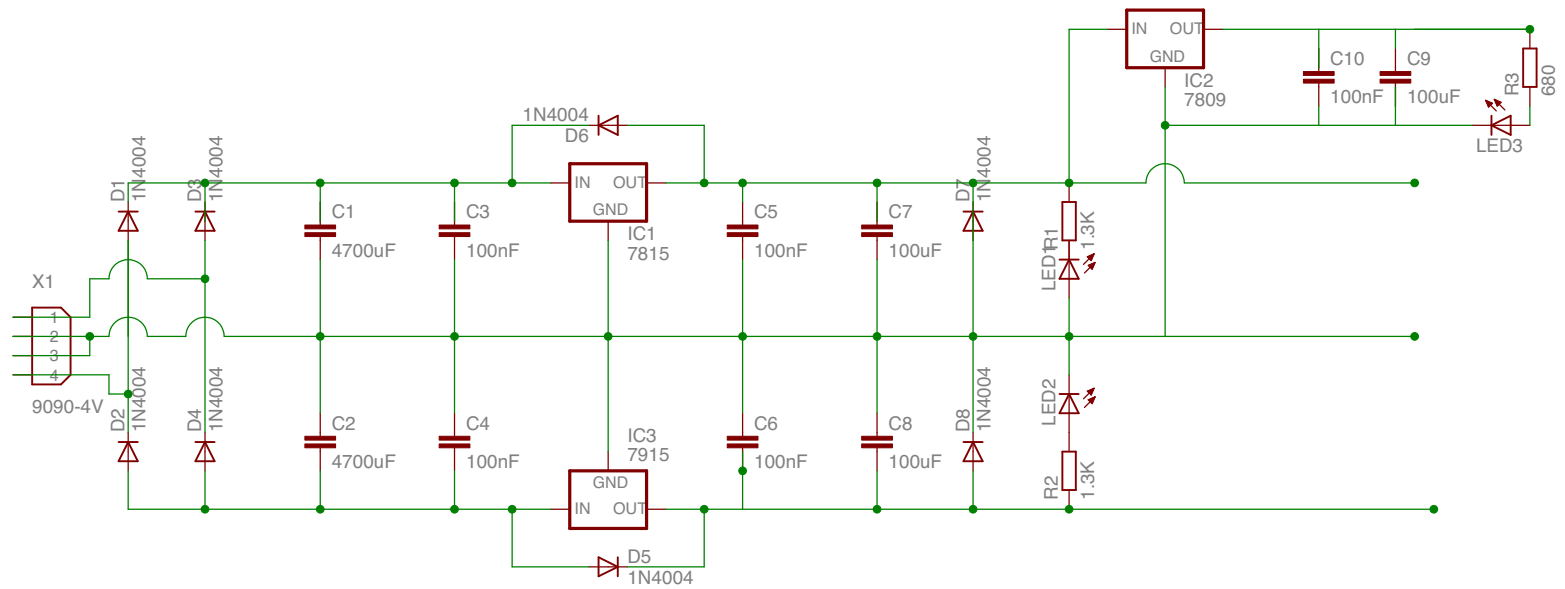 IN OUT
GND
IC2
7809
C10
100nF
C9
100uF
R3
680
LED3
1N4004
D6
D1
1N4004
D3
1N4004
IN OUT
GND
IC1
7815
C1
4700uF
C3
100nF
C5
100nF
C7
100uF
D7
1N4004
R1
1.3K
LED1
X1
1
2
3
4
9090-4V
D2
1N4004
D4
1N4004
C2
4700uF
C4
100nF
IC3
7915
GND
IN OUT
C6
100nF
C8
100uF
D8
1N4004
LED2
R2
1.3K
D5
1N4004